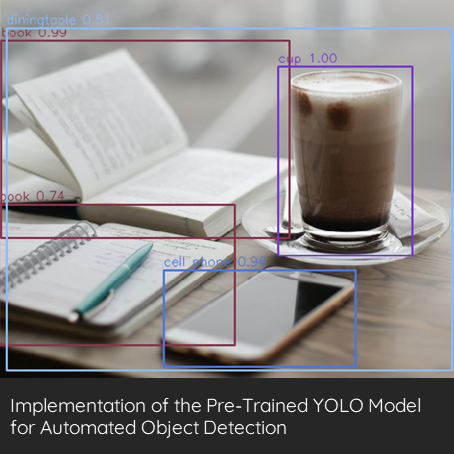 diningtable 0.51
book 0.99
cup 1.00
book 0.74
cell phone 0.96
Implementation of the Pre-Trained YOLO Model
for Automated Object Detection